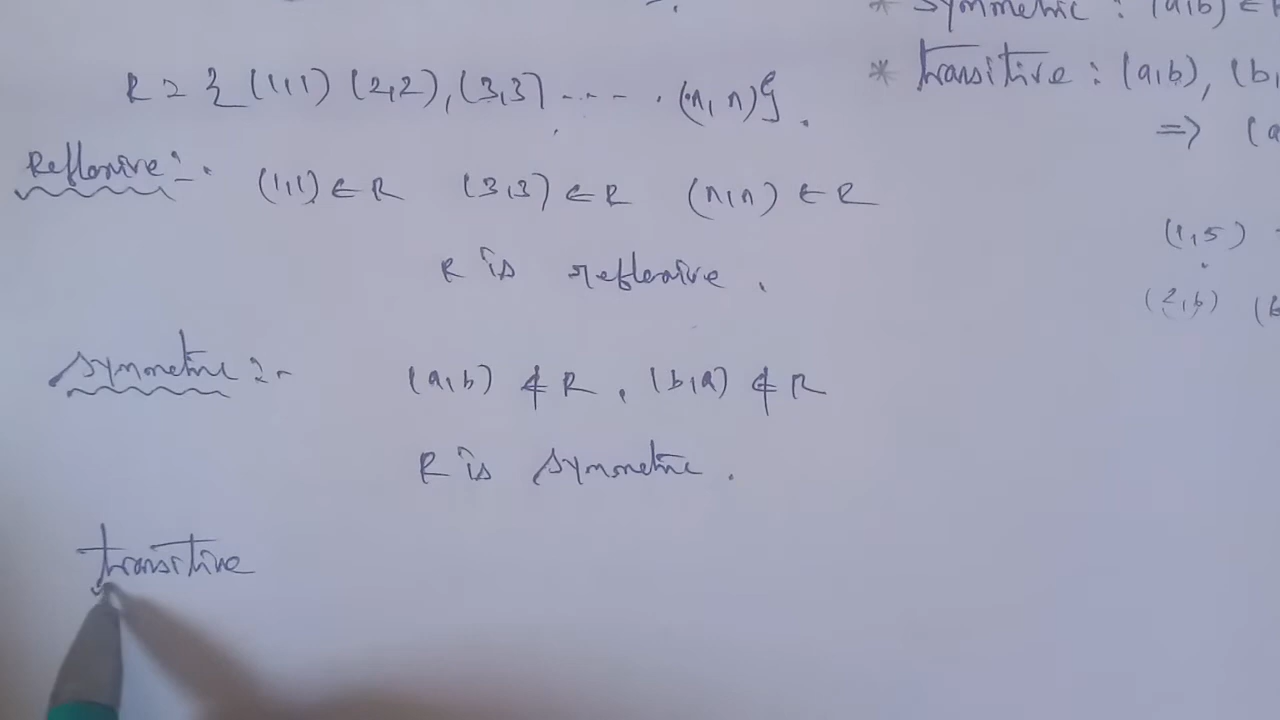 * Symmetric : (a,b) ∈
R = { (1,1) (2,2), (3,3) ---- . (n, n)}.
* Transitive : (a,b), (b,
=> (a
Reflexive:-
(1,1) ∈ R (3,3) ∈ R (n,n) ∈ R
(1,5)
R is reflexive.
(2,6) (6
Symmetric :-
(a,b) ∉ R, (b,a) ∉ R
R is symmetric.
Transitive